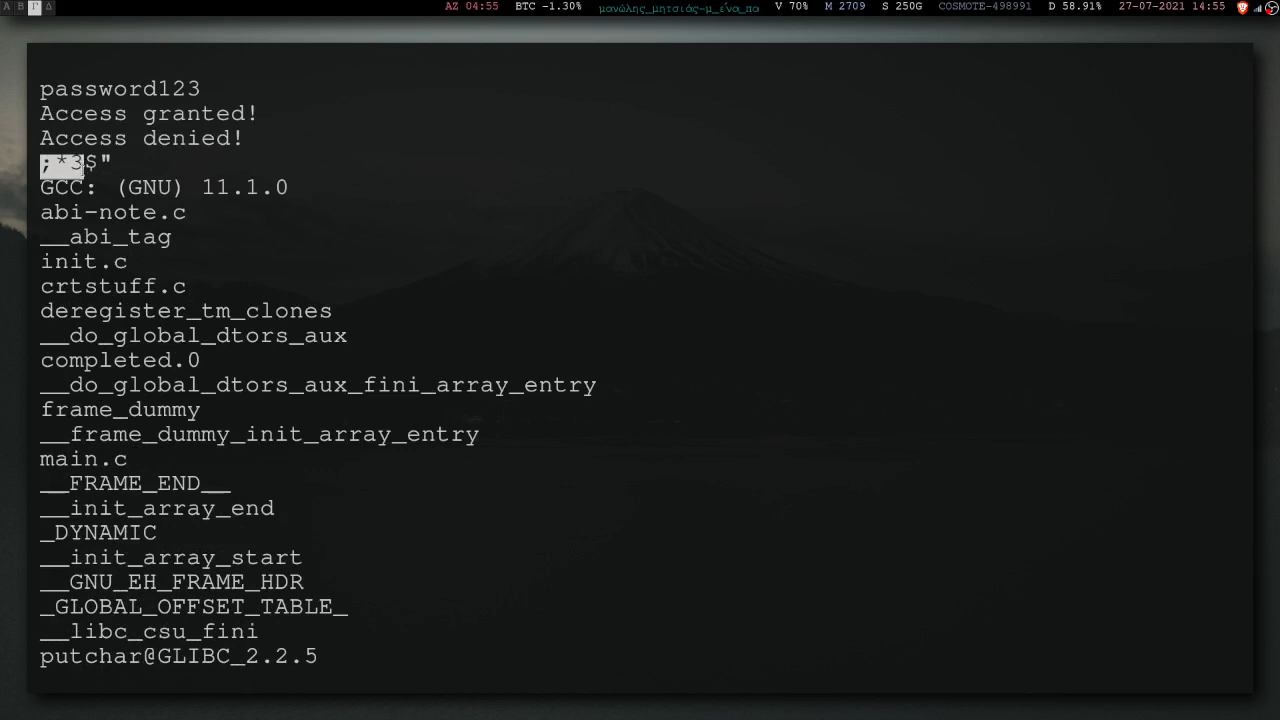 Α Β Γ Δ AZ 04:55 BTC -1.30% μανώλης_μητσιάς-μ_ένα_πα V 70% M 2709 S 250G COSMOTE-498991 D 58.91% 27-07-2021 14:55
password123
Access granted!
Access denied!
;*3$"
GCC: (GNU) 11.1.0
abi-note.c
__abi_tag
init.c
crtstuff.c
deregister_tm_clones
__do_global_dtors_aux
completed.0
__do_global_dtors_aux_fini_array_entry
frame_dummy
__frame_dummy_init_array_entry
main.c
__FRAME_END__
__init_array_end
_DYNAMIC
__init_array_start
__GNU_EH_FRAME_HDR
_GLOBAL_OFFSET_TABLE_
__libc_csu_fini
putchar@GLIBC_2.2.5